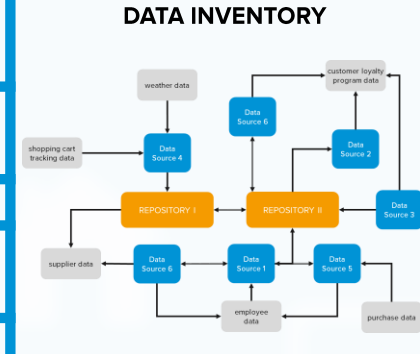 DATA INVENTORY
customer loyalty
program data
weather data
Data
Source 6
shopping cart
tracking data
Data
Source 4
Data
Source 2
REPOSITORY I
REPOSITORY II
Data
Source 3
supplier data
Data
Source 6
Data
Source 1
Data
Source 5
employee
data
purchase data